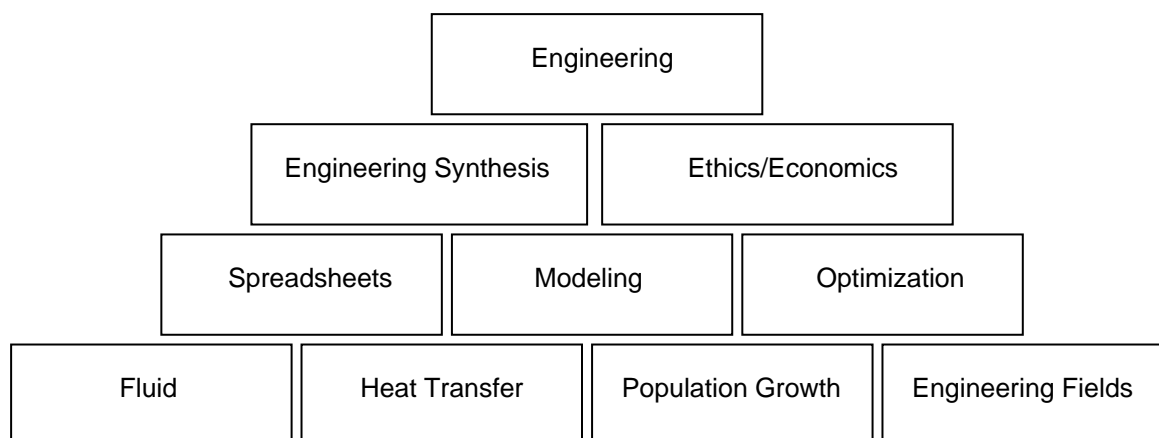 Engineering
Engineering Synthesis
Ethics/Economics
Spreadsheets
Modeling
Optimization
Fluid
Heat Transfer
Population Growth
Engineering Fields